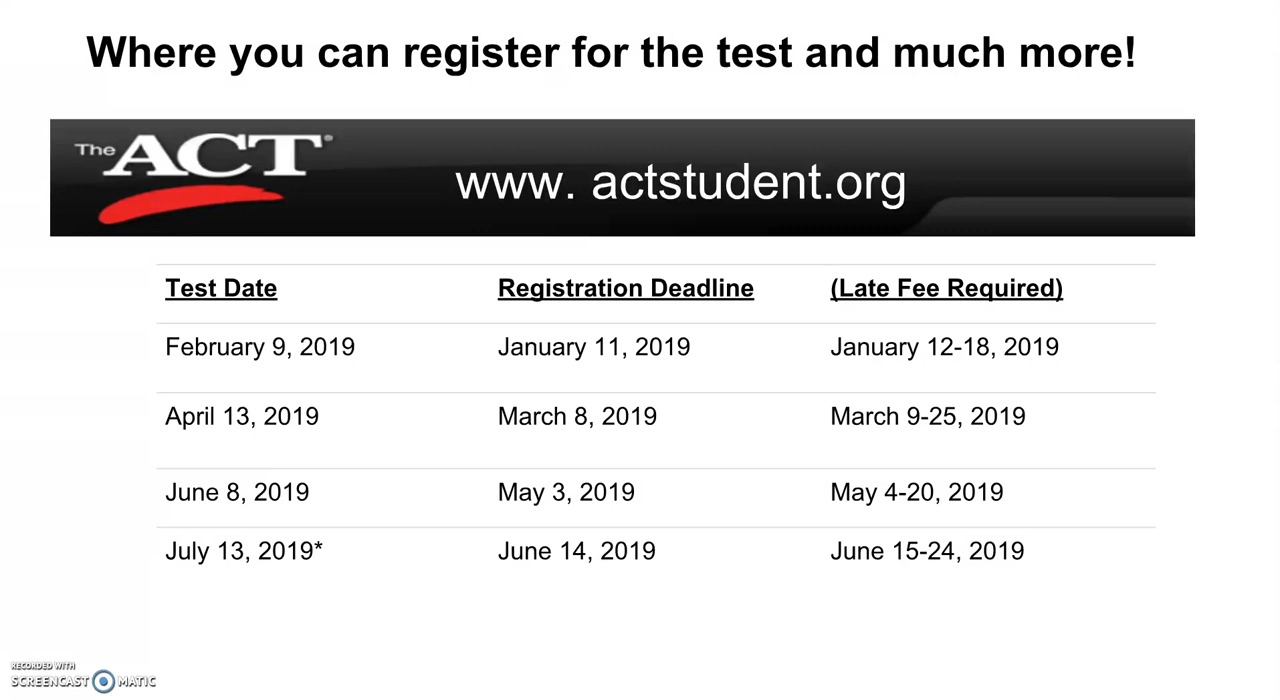 Where you can register for the test and much more!
The ACT®
www. actstudent.org
Test Date Registration Deadline (Late Fee Required)
February 9, 2019 January 11, 2019 January 12-18, 2019
April 13, 2019 March 8, 2019 March 9-25, 2019
June 8, 2019 May 3, 2019 May 4-20, 2019
July 13, 2019* June 14, 2019 June 15-24, 2019
RECORDED WITH
SCREENCAST MATIC